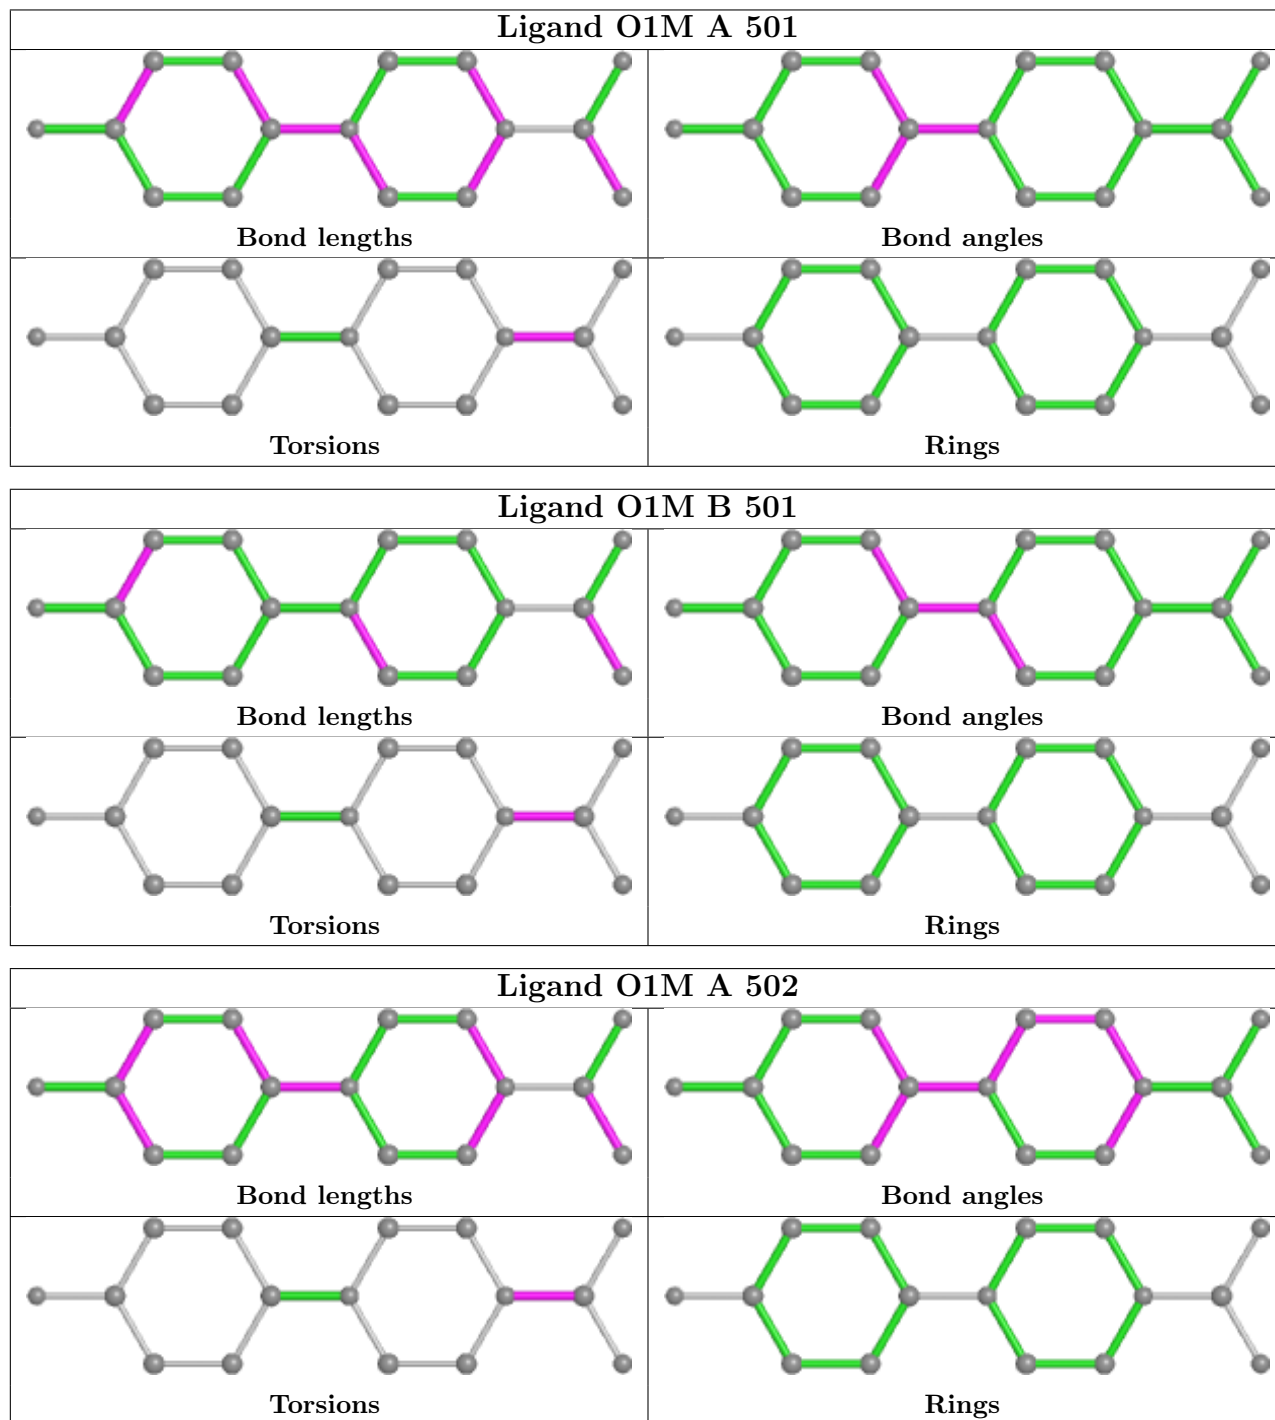 Ligand O1M A 501
Bond lengths
Bond angles
Torsions
Rings
Ligand O1M B 501
Bond lengths
Bond angles
Torsions
Rings
Ligand O1M A 502
Bond lengths
Bond angles
Torsions
Rings